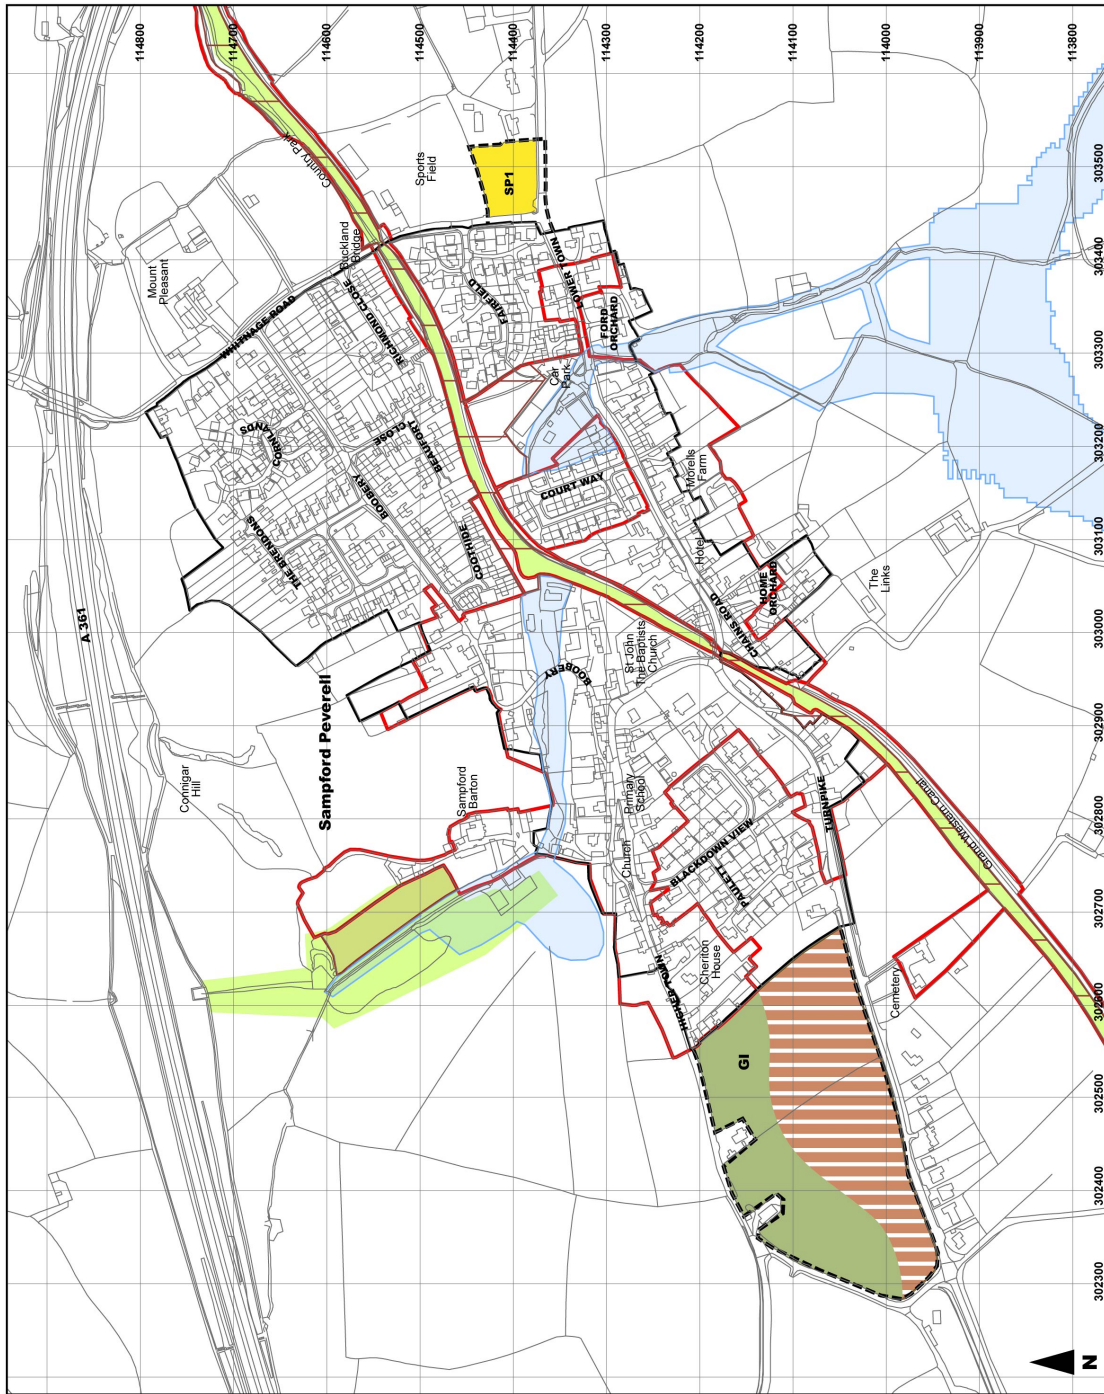 114800
114700
114600
114500
114400
114300
114200
114100
114000
113900
113800
A 361
Country Park
Mount
Pleasant
Buckland
Bridge
Sports
Field
SP1
303500
303400
303300
303200
303100
303000
302900
302800
302700
302600
302500
302400
302300
WHITNAGE ROAD
RICHMOND CLOSE
FAIRFIELD
LOWER TOWN
FORD
ORCHARD
CORNLANDS
BEAUFORT CLOSE
BOOBERY
THE BRENDONS
COOTHIDE
Car
Park
COURT WAY
Morells
Farm
Hotel
HOME
ORCHARD
CHAINS ROAD
The
Links
Sampford Peverell
Connigar
Hill
BOOBERY
St John
The Baptists
Church
Sampford
Barton
Primary
School
Church
BLACKDOWN VIEW
PAULETT
TURNPIKE
Grand Western Canal
Cheriton
House
HIGHER TOWN
Cemetery
GI
N